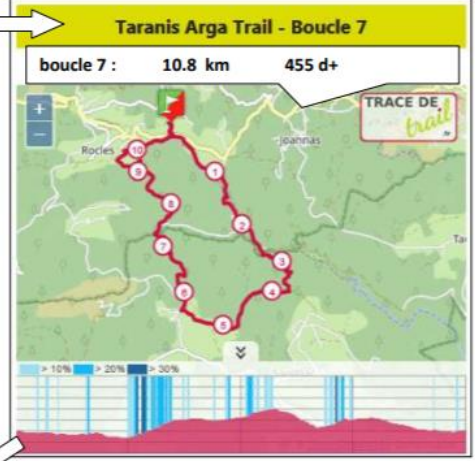 Taranis Arga Trail - Boucle 7
boucle 7 : 10.8 km 455 d+
+
−
TRACE DE
trail
Joannas
Rocles
10
1
9
8
2
7
3
6
4
5
> 10% > 20% > 30%